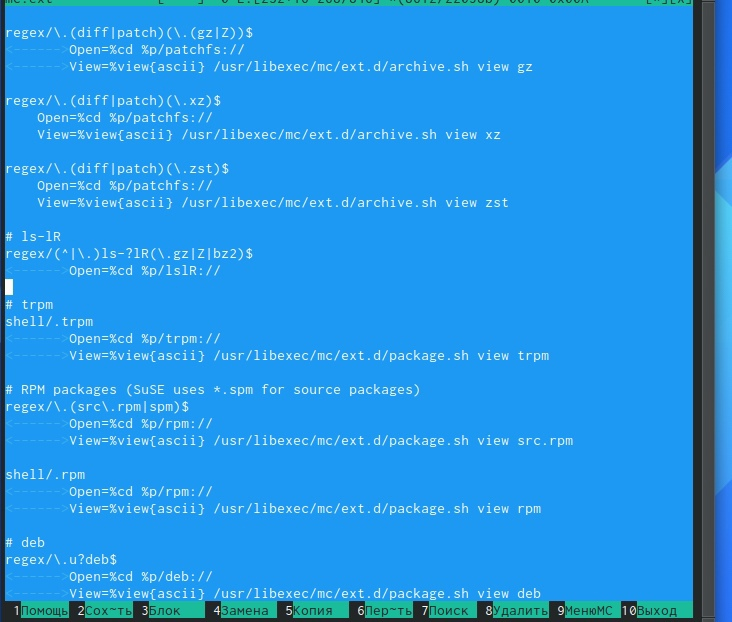 regex/\.(diff|patch)(\.(gz|Z))$
<------>Open=%cd %p/patchfs://
<------>View=%view{ascii} /usr/libexec/mc/ext.d/archive.sh view gz
regex/\.(diff|patch)(\.xz)$
Open=%cd %p/patchfs://
View=%view{ascii} /usr/libexec/mc/ext.d/archive.sh view xz
regex/\.(diff|patch)(\.zst)$
Open=%cd %p/patchfs://
View=%view{ascii} /usr/libexec/mc/ext.d/archive.sh view zst
# ls-lR
regex/(^|\.)ls-?lR(\.gz|Z|bz2)$
<------>Open=%cd %p/lslR://
# trpm
shell/.trpm
<------>Open=%cd %p/trpm://
<------>View=%view{ascii} /usr/libexec/mc/ext.d/package.sh view trpm
# RPM packages (SuSE uses *.spm for source packages)
regex/\.(src\.rpm|spm)$
<------>Open=%cd %p/rpm://
<------>View=%view{ascii} /usr/libexec/mc/ext.d/package.sh view src.rpm
shell/.rpm
<------>Open=%cd %p/rpm://
<------>View=%view{ascii} /usr/libexec/mc/ext.d/package.sh view rpm
# deb
regex/\.u?deb$
<------>Open=%cd %p/deb://
<------>View=%view{ascii} /usr/libexec/mc/ext.d/package.sh view deb
1Помощь 2Сох~ть 3Блок 4Замена 5Копия 6Пер~ть 7Поиск 8Удалить 9МенюМС 10Выход